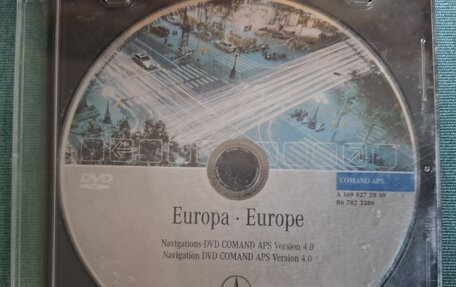 DVD
COMAND APS
A 169 827 20 59
B6 782 3386
Europa · Europe
Navigations-DVD COMAND APS Version 4.0
Navigation DVD COMAND APS Version 4.0